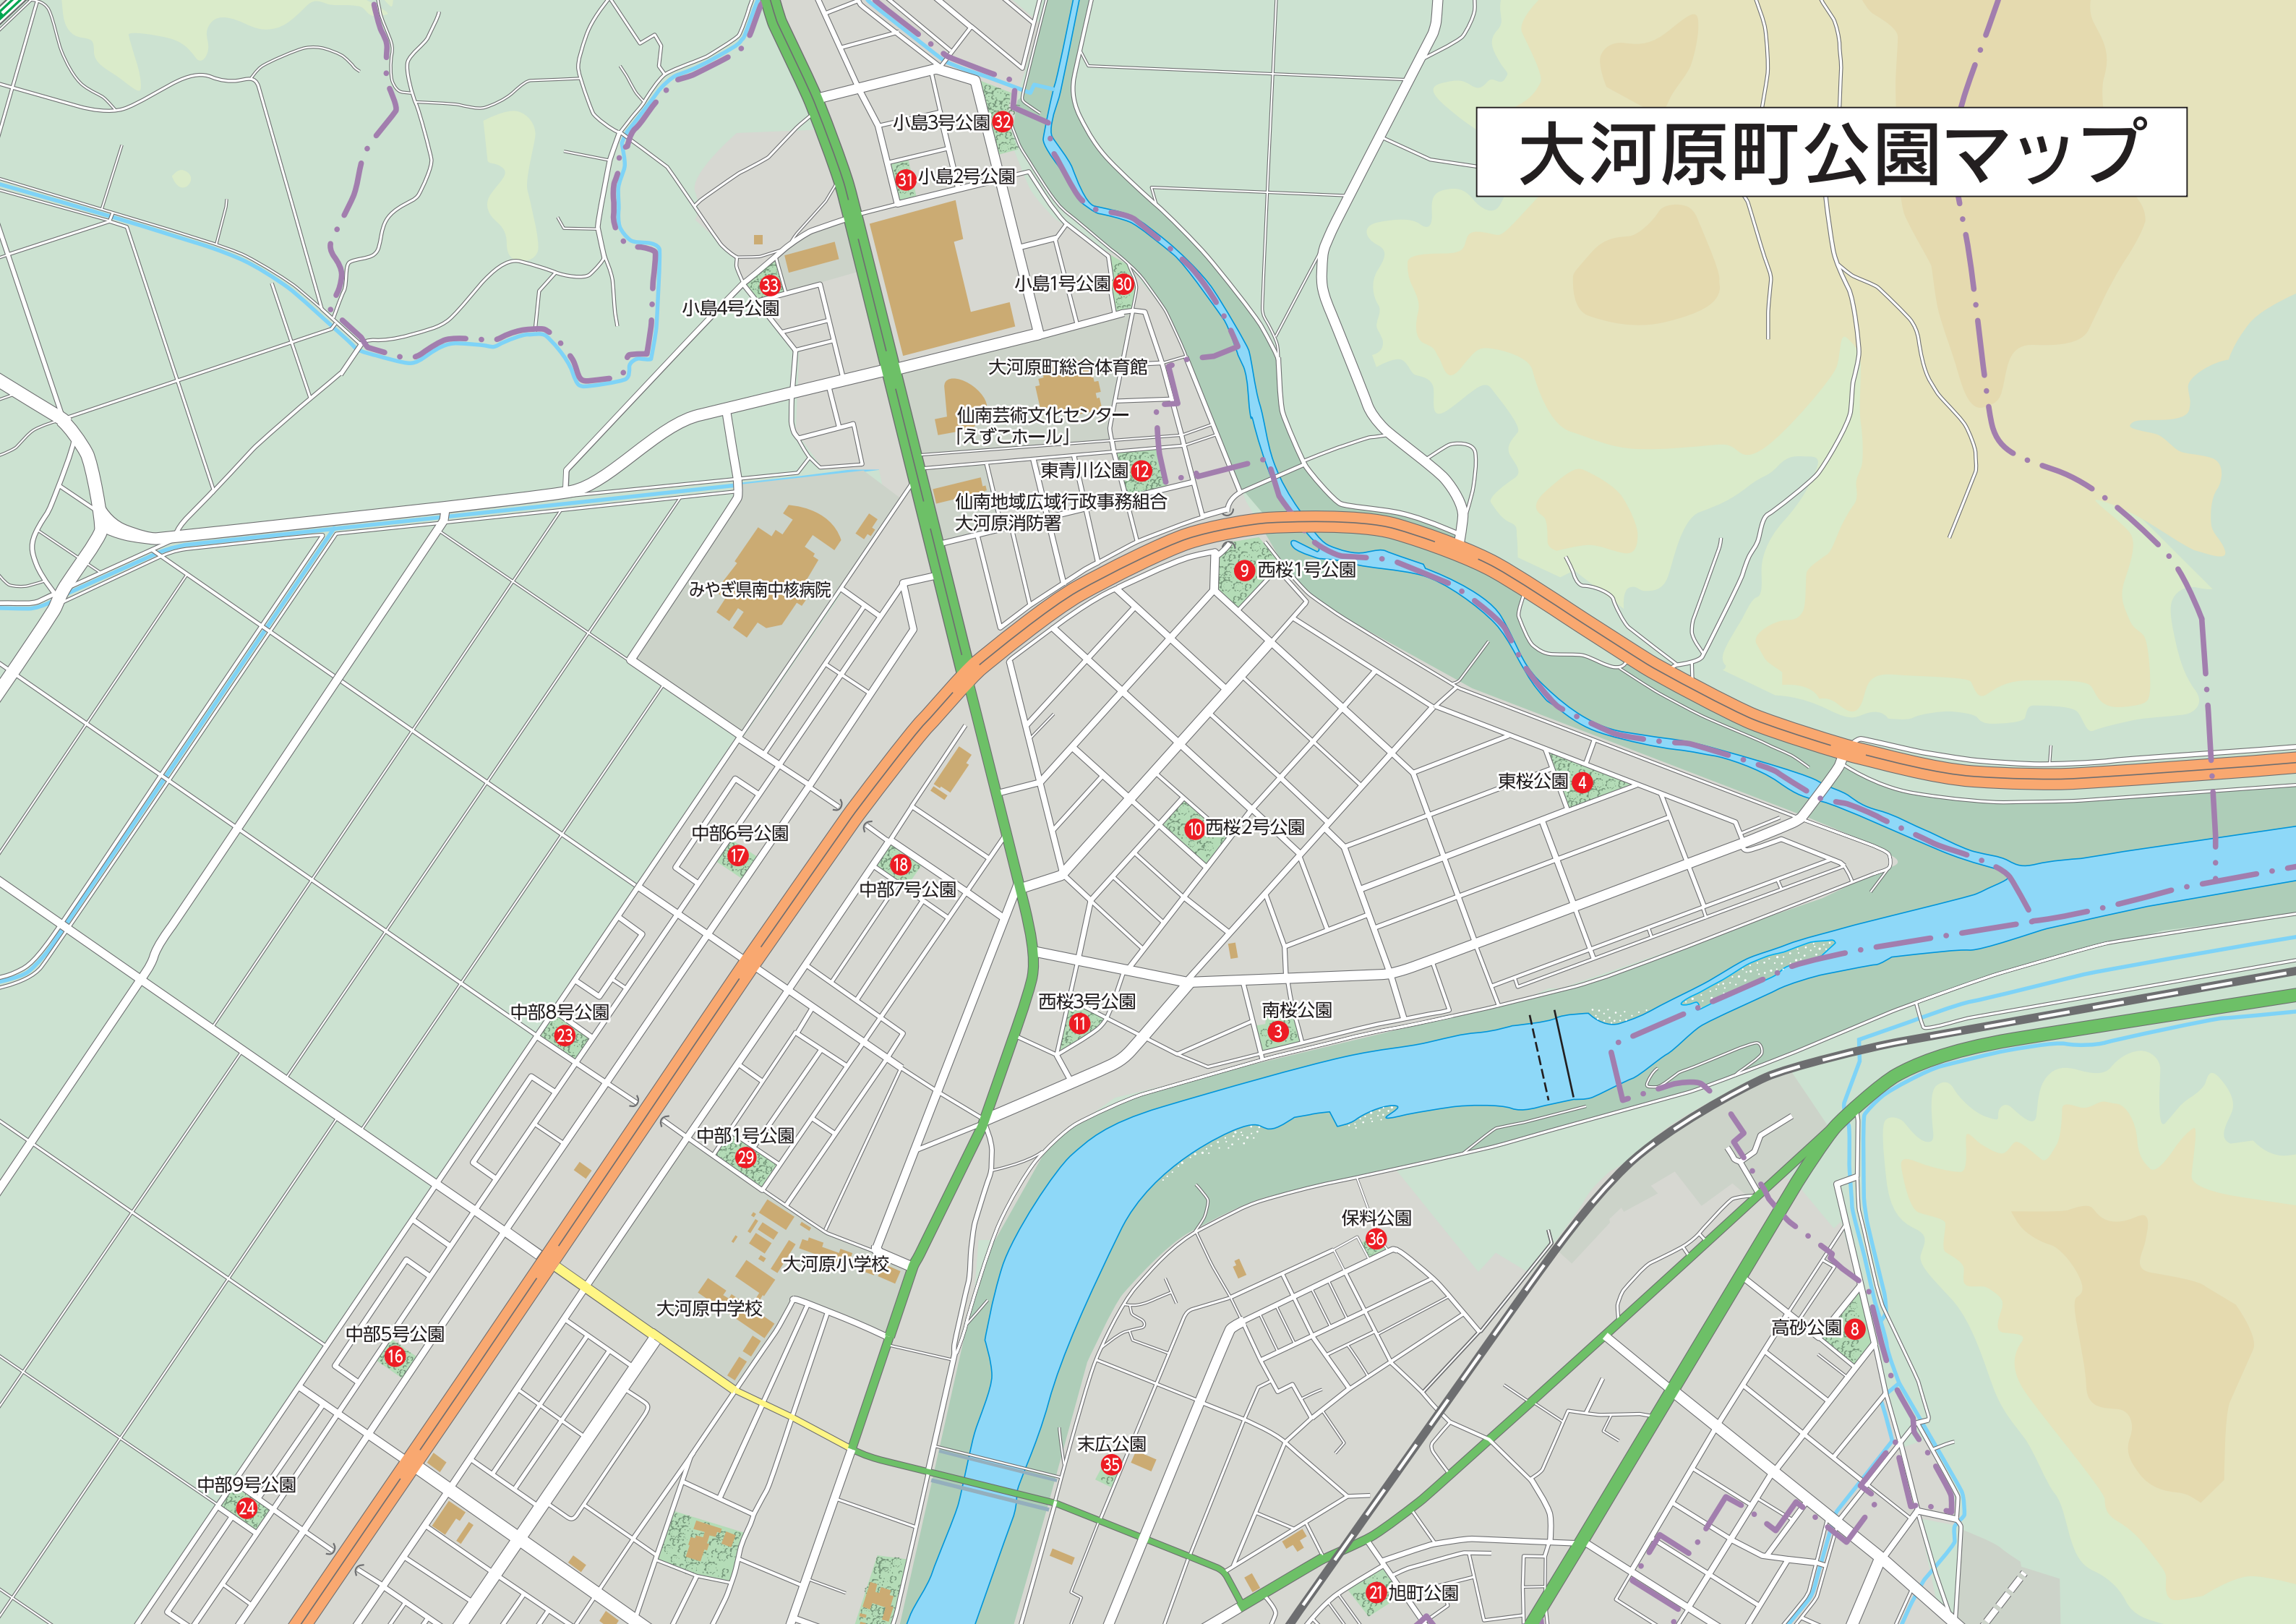 大河原町公園マップ
小島3号公園 32
31 小島2号公園
小島1号公園 30
33
小島4号公園
大河原町総合体育館
仙南芸術文化センター
「えずこホール」
東青川公園 12
仙南地域広域行政事務組合
大河原消防署
9 西桜1号公園
みやぎ県南中核病院
東桜公園 4
10 西桜2号公園
中部6号公園
17
18
中部7号公園
西桜3号公園
11
南桜公園
3
中部8号公園
23
中部1号公園
29
保料公園
36
大河原小学校
大河原中学校
高砂公園 8
中部5号公園
16
末広公園
35
中部9号公園
24
21 旭町公園